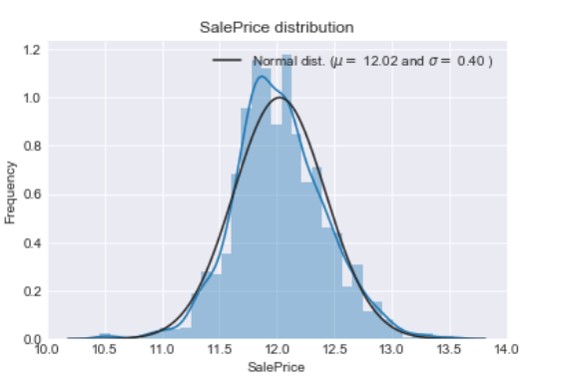 SalePrice distribution
1.2
Normal dist. (μ = 12.02 and σ = 0.40 )
1.0
0.8
Frequency
0.6
0.4
0.2
0.0
10.0 10.5 11.0 11.5 12.0 12.5 13.0 13.5 14.0
SalePrice